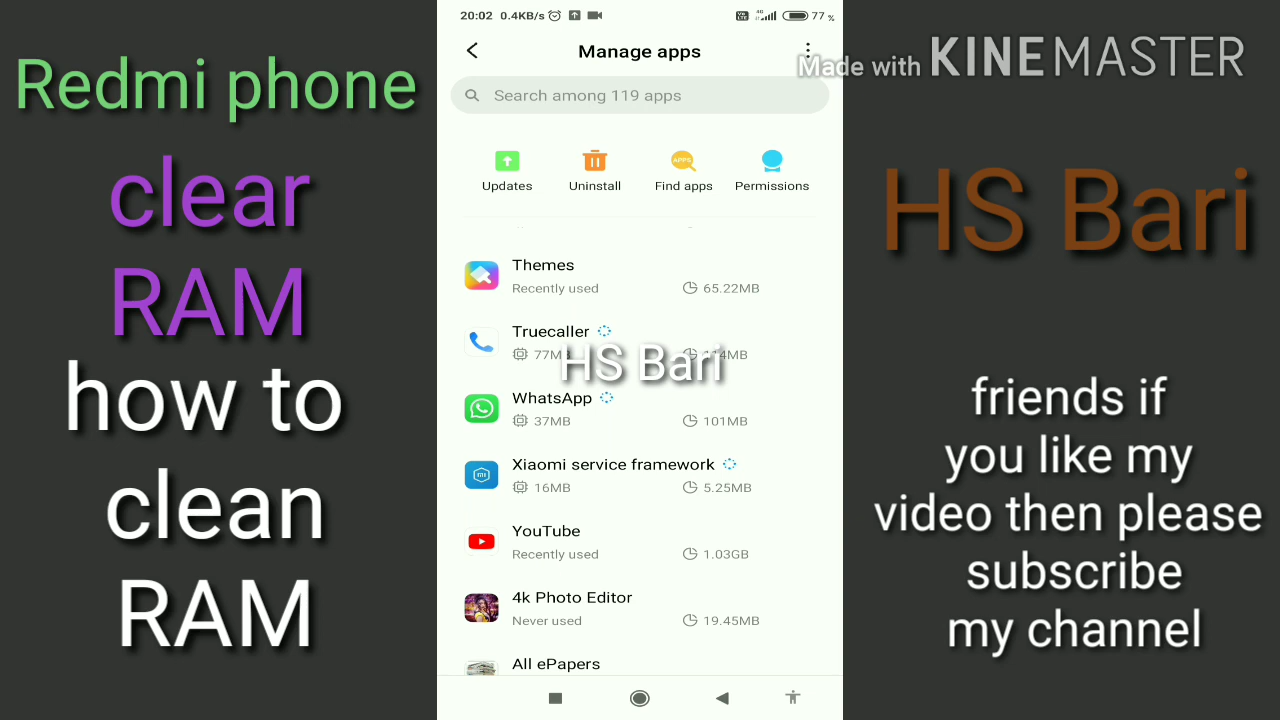 Redmi phone
clear
RAM
how to
clean
RAM
20:02 0.4KB/s
77 %
Manage apps
Search among 119 apps
Updates
Uninstall
Find apps
Permissions
Themes
Recently used
65.22MB
Truecaller
77MB
HS Bari
WhatsApp
37MB
101MB
Xiaomi service framework
16MB
5.25MB
YouTube
Recently used
1.03GB
4k Photo Editor
Never used
19.45MB
All ePapers
Made with KINEMASTER
HS Bari
friends if
you like my
video then please
subscribe
my channel